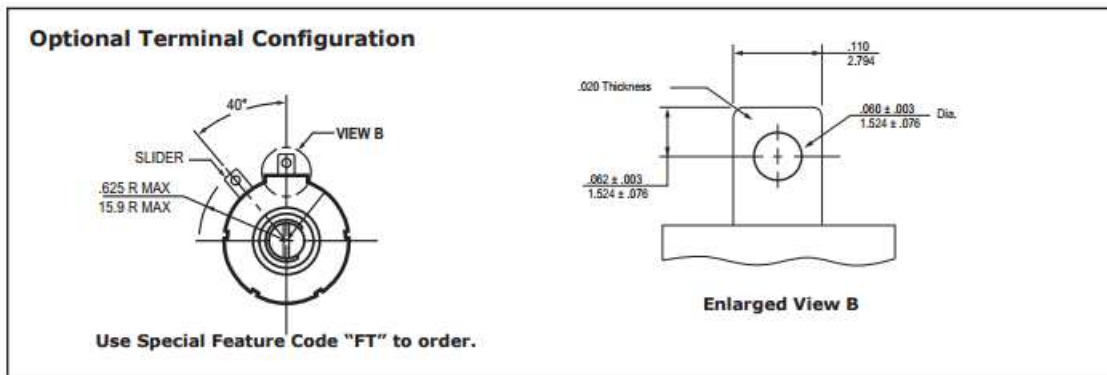 Optional Terminal Configuration
40°
VIEW B
SLIDER
.625 R MAX
15.9 R MAX
Use Special Feature Code “FT” to order.
.110
2.794
.020 Thickness
.060 ± .003
1.524 ± .076
Dia.
.062 ± .003
1.524 ± .076
Enlarged View B